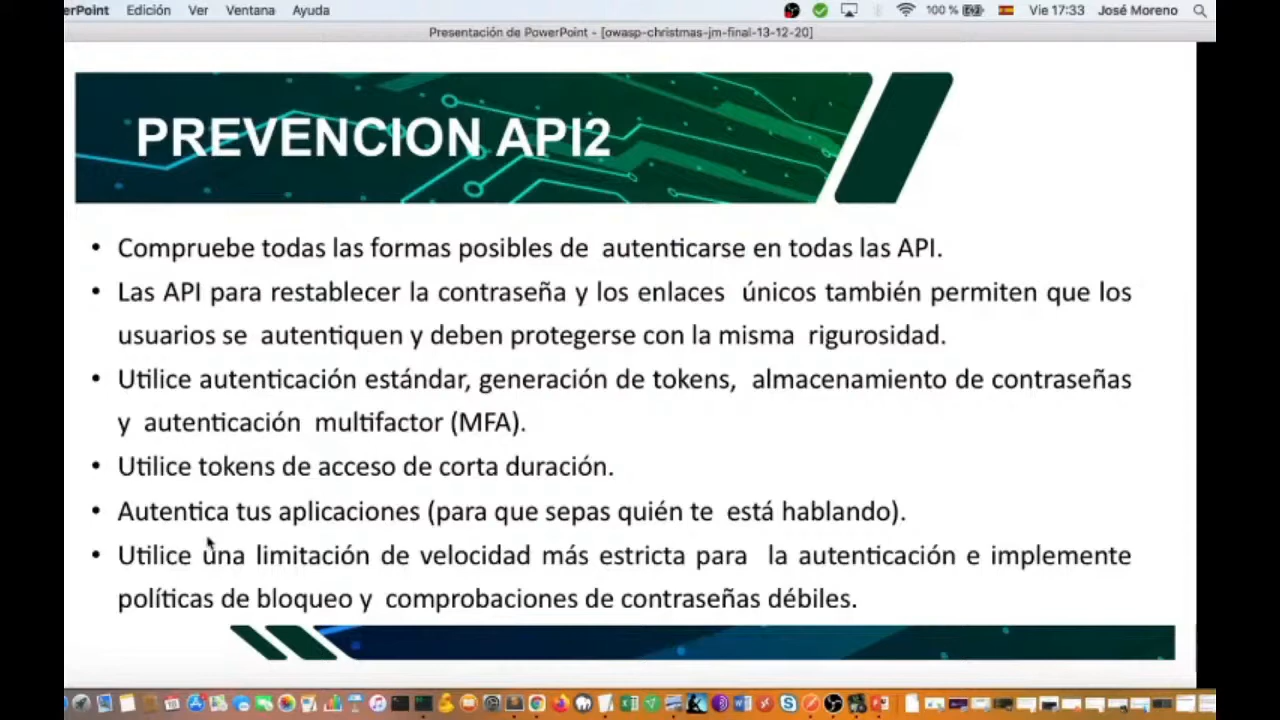 Edición Ver Ventana Ayuda 100 % Vie 17:33 José Moreno
Presentación de PowerPoint - [owasp-christmas-jm-final-13-12-20]
PREVENCION API2
• Compruebe todas las formas posibles de autenticarse en todas las API.
• Las API para restablecer la contraseña y los enlaces únicos también permiten que los
usuarios se autentiquen y deben protegerse con la misma rigurosidad.
• Utilice autenticación estándar, generación de tokens, almacenamiento de contraseñas
y autenticación multifactor (MFA).
• Utilice tokens de acceso de corta duración.
• Autentica tus aplicaciones (para que sepas quién te está hablando).
• Utilice una limitación de velocidad más estricta para la autenticación e implemente
políticas de bloqueo y comprobaciones de contraseñas débiles.